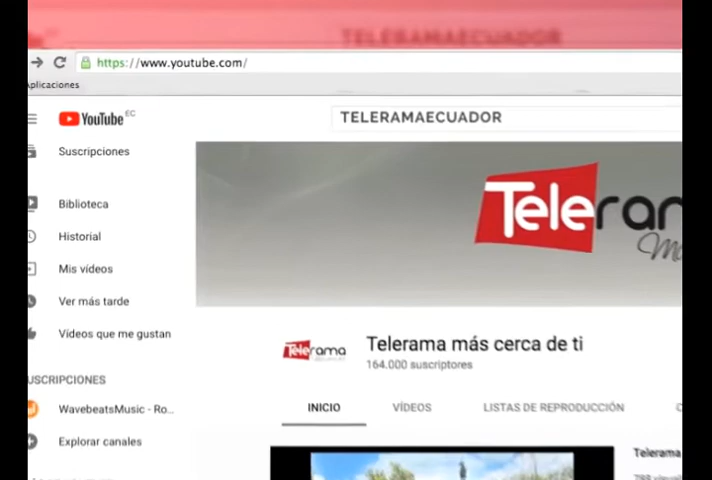 TELERAMAECUADOR
https://www.youtube.com/
plicaciones
YouTube EC
TELERAMAECUADOR
Suscripciones
Teleram
Biblioteca
Historial
Mis vídeos
Ver más tarde
Vídeos que me gustan
Telerama más cerca de ti
Telerama
164.000 suscriptores
USCRIPCIONES
INICIO VÍDEOS LISTAS DE REPRODUCCIÓN
WavebeatsMusic - Ro...
Explorar canales
Telerama